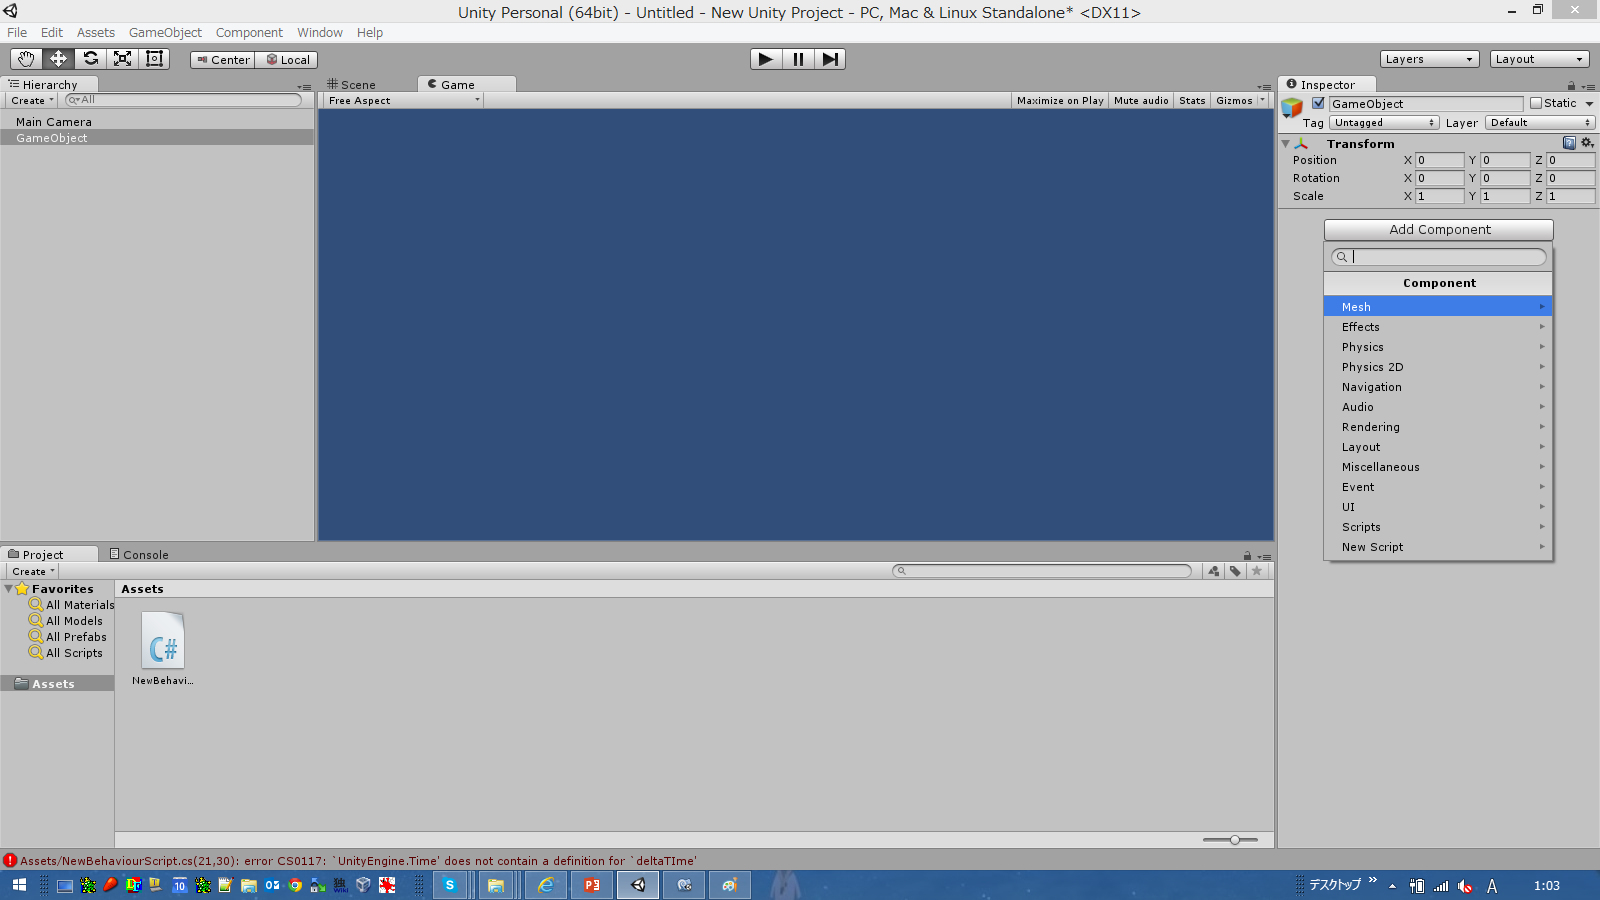 Unity Personal (64bit) - Untitled - New Unity Project - PC, Mac & Linux Standalone* <DX11>
File Edit Assets GameObject Component Window Help
Center Local Layers Layout
Hierarchy
Create All
Main Camera
GameObject
Scene Game
Free Aspect Maximize on Play Mute audio Stats Gizmos
Inspector
GameObject Static
Tag Untagged Layer Default
Transform
Position X 0 Y 0 Z 0
Rotation X 0 Y 0 Z 0
Scale X 1 Y 1 Z 1
Add Component
Component
Mesh
Effects
Physics
Physics 2D
Navigation
Audio
Rendering
Layout
Miscellaneous
Event
UI
Scripts
New Script
Project Console
Create
Favorites
All Materials
All Models
All Prefabs
All Scripts
Assets
Assets
C#
NewBehavi...
Assets/NewBehaviourScript.cs(21,30): error CS0117: `UnityEngine.Time' does not contain a definition for `deltaTIme'
デスクトップ » A 1:03